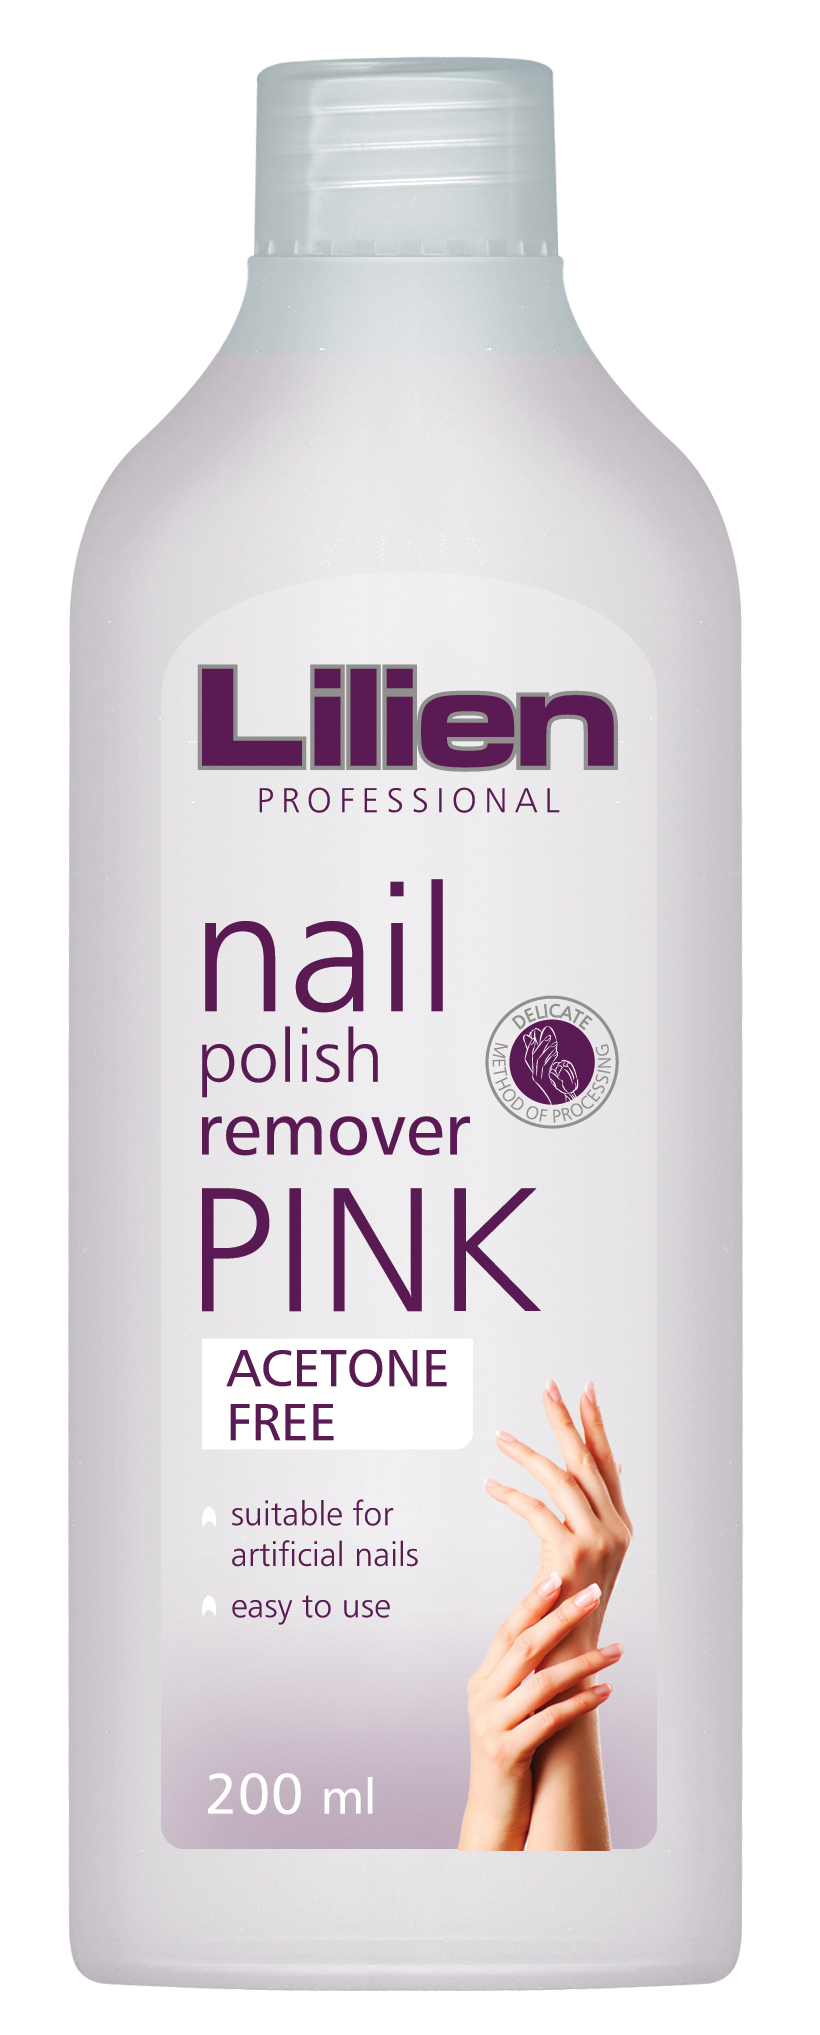 Lilien
PROFESSIONAL
nail
polish
remover
DELICATE
METHOD OF PROCESSING
PINK
ACETONE
FREE
suitable for
artificial nails
easy to use
200 ml